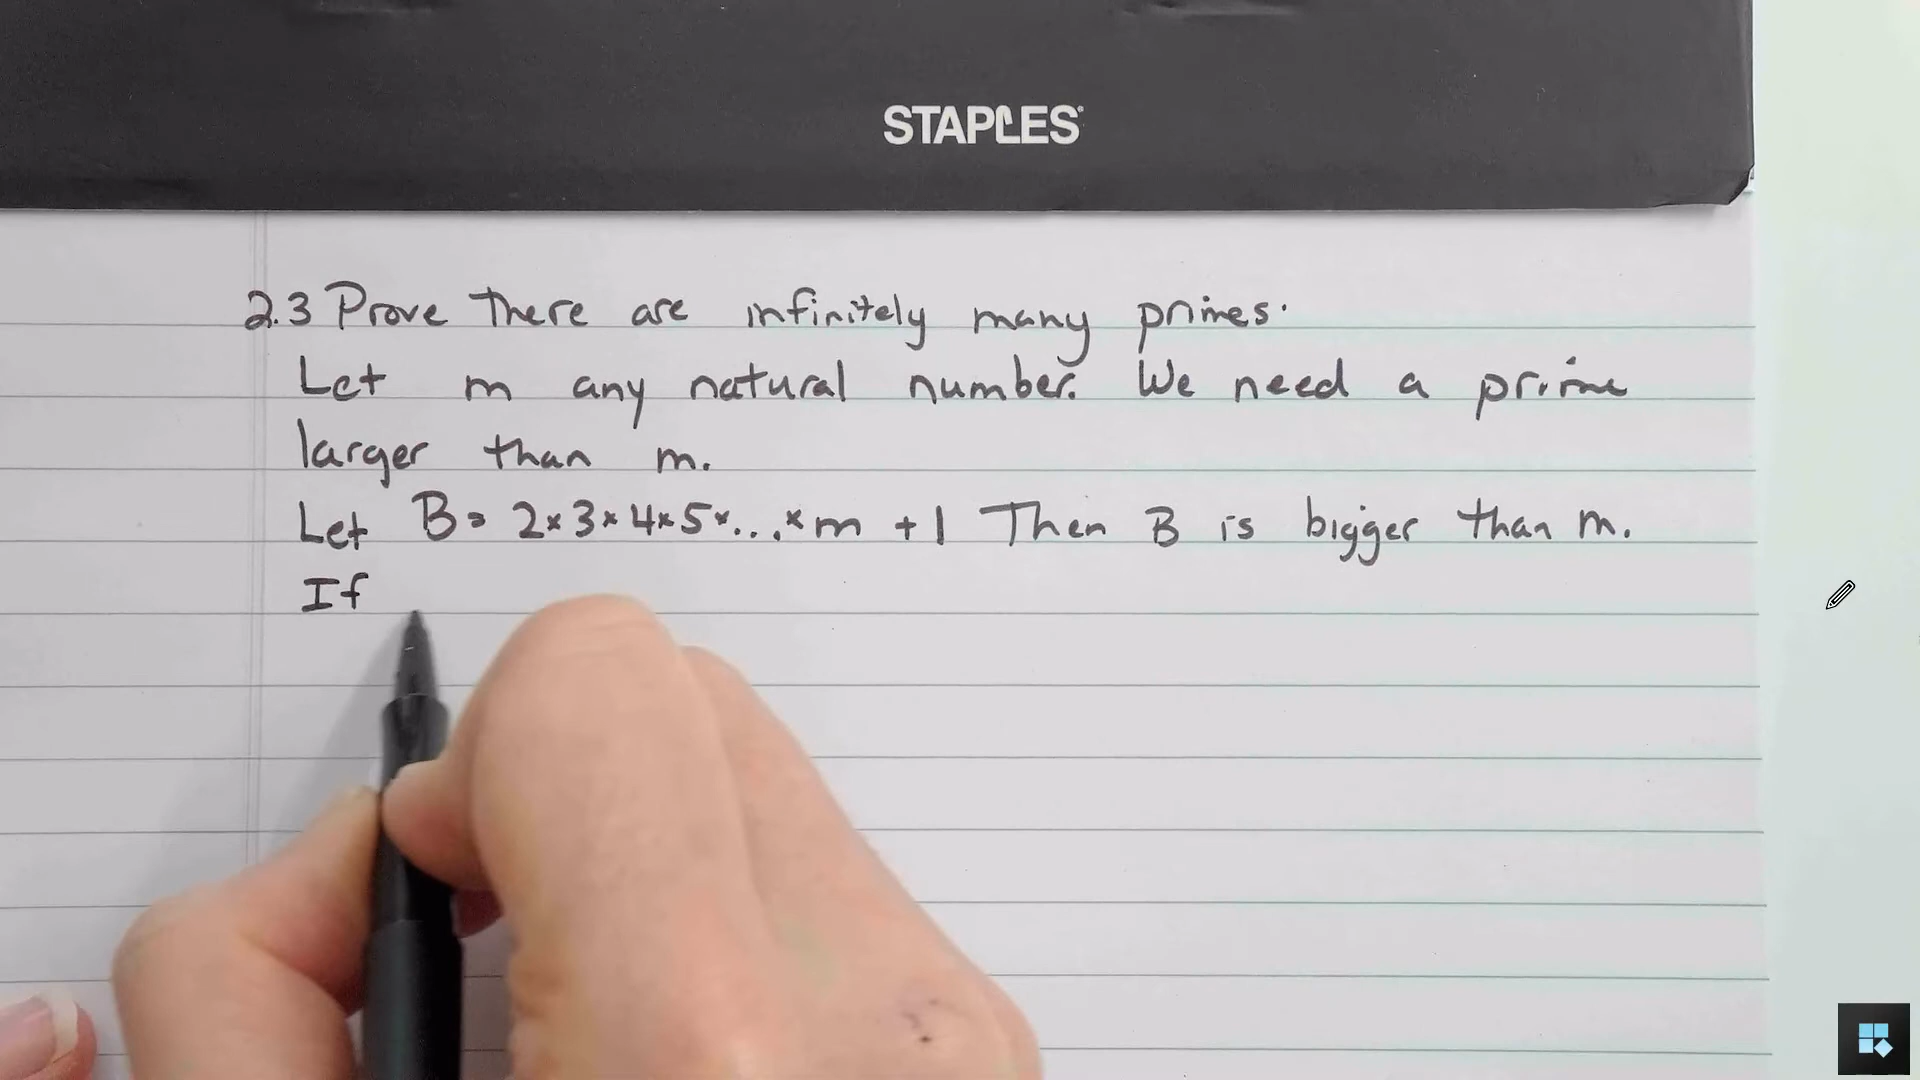 STAPLES
2.3 Prove there are infinitely many primes.
Let m any natural number. We need a prime
larger than m.
Let B = 2×3×4×5×...×m +1 Then B is bigger than m.
If